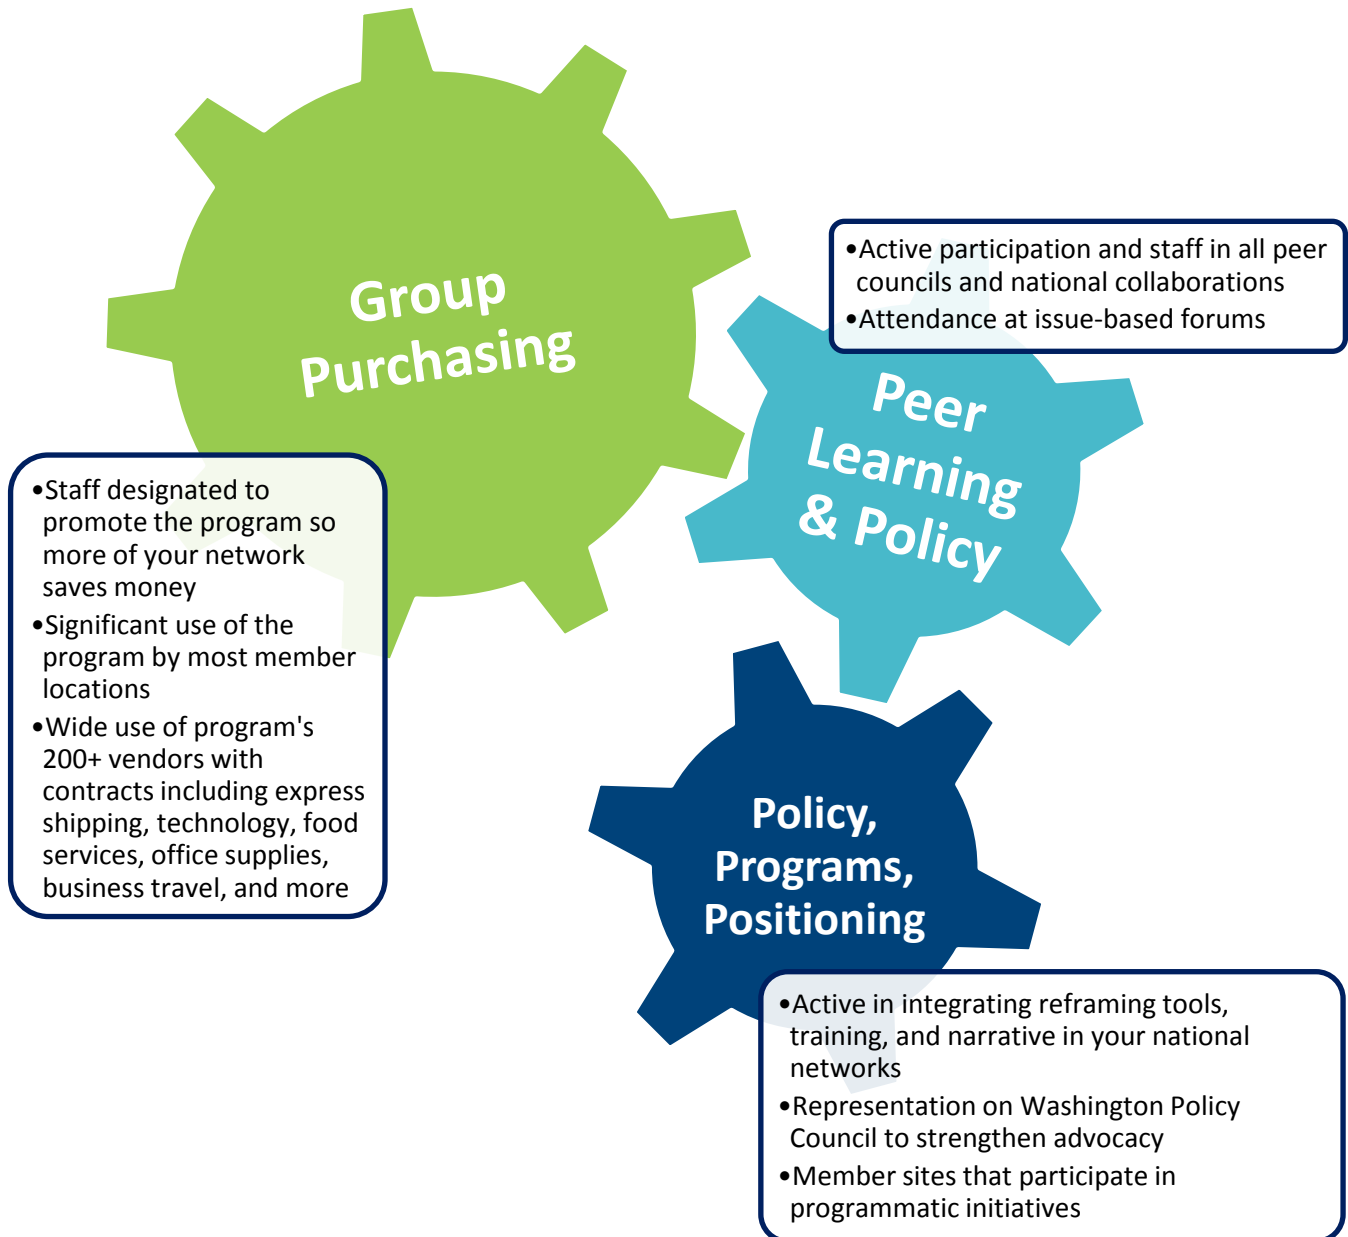 Group
Purchasing
•Active participation and staff in all peer
councils and national collaborations
•Attendance at issue-based forums
Peer
Learning
& Policy
•Staff designated to
promote the program so
more of your network
saves money
•Significant use of the
program by most member
locations
•Wide use of program's
200+ vendors with
contracts including express
shipping, technology, food
services, office supplies,
business travel, and more
Policy,
Programs,
Positioning
•Active in integrating reframing tools,
training, and narrative in your national
networks
•Representation on Washington Policy
Council to strengthen advocacy
•Member sites that participate in
programmatic initiatives